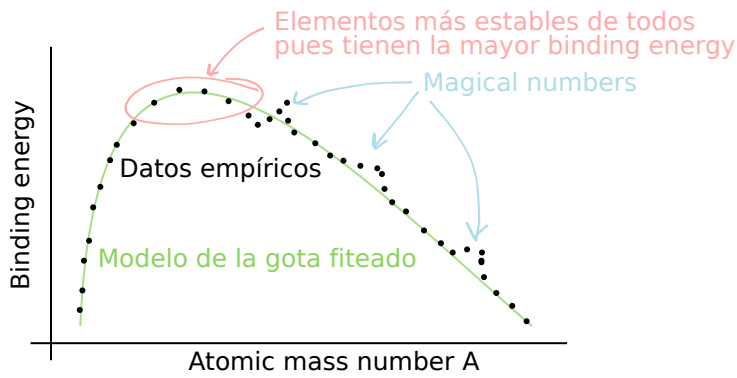 Elementos más estables de todos
pues tienen la mayor binding energy
Magical numbers
Binding energy
Datos empíricos
Modelo de la gota fiteado
Atomic mass number A